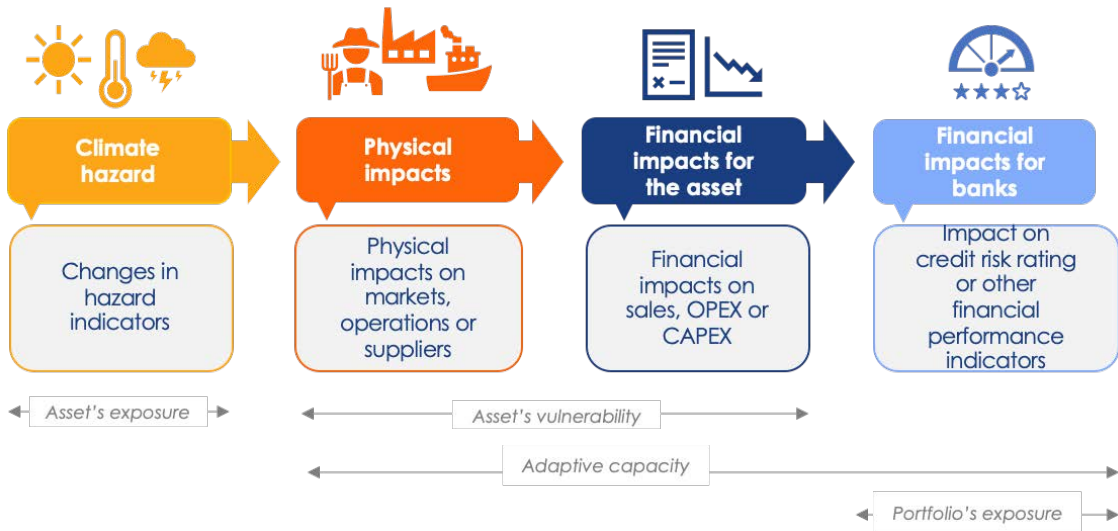 Climate
hazard
Physical
impacts
Financial
impacts for
the asset
Financial
impacts for
banks
Changes in
hazard
indicators
Physical
impacts on
markets,
operations or
suppliers
Financial
impacts on
sales, OPEX or
CAPEX
Impact on
credit risk rating
or other
financial
performance
indicators
Asset's exposure
Asset's vulnerability
Adaptive capacity
Portfolio's exposure